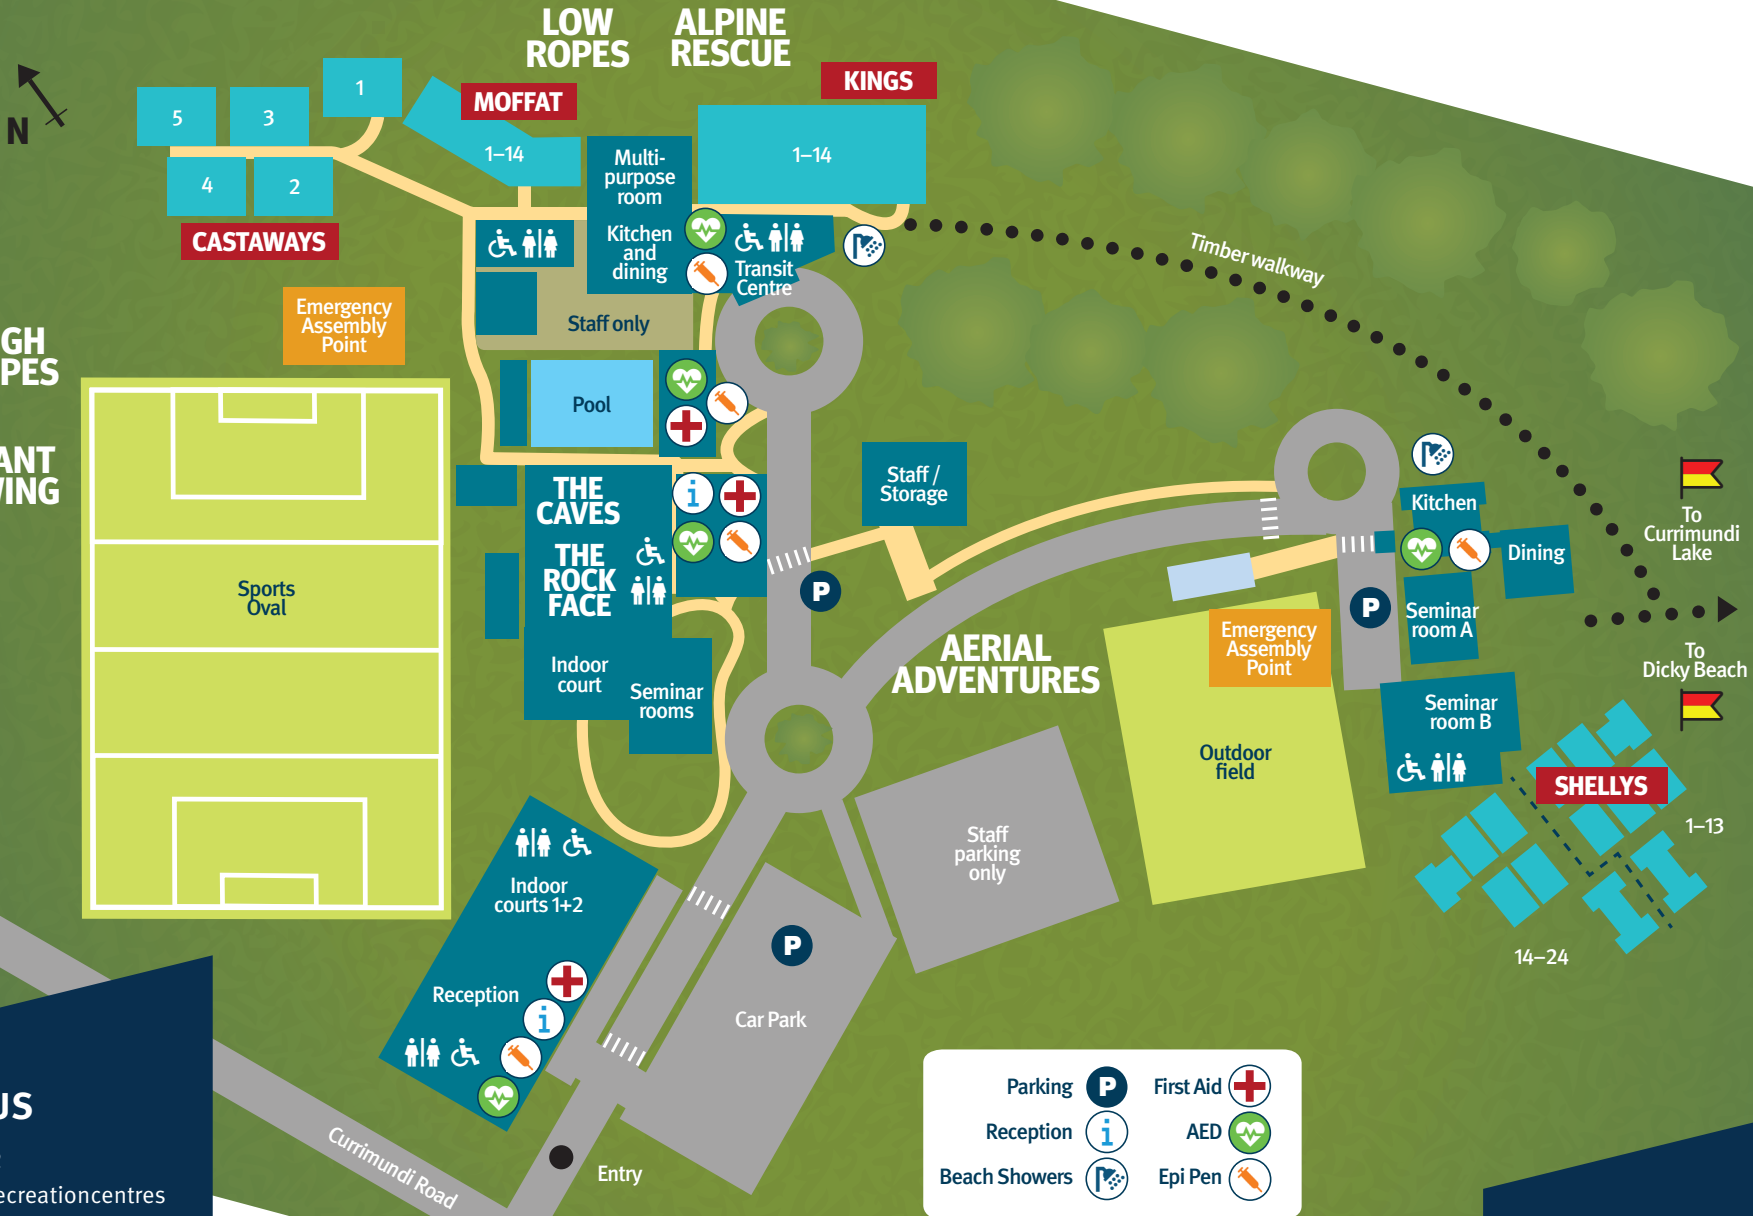 LOW
ROPES
ALPINE
RESCUE
KINGS
MOFFAT
1
5
3
4
2
1–14
1–14
CASTAWAYS
N
Multi-
purpose
room
Kitchen
and
dining
Transit
Centre
Timber walkway
Emergency
Assembly
Point
Staff only
GH
PES
Pool
ANT
ING
THE
CAVES
THE
ROCK
FACE
i
Staff /
Storage
Kitchen
Dining
To
Currimundi
Lake
P
P
Sports
Oval
Seminar
room A
Emergency
Assembly
Point
To
Dicky Beach
AERIAL
ADVENTURES
Indoor
court
Seminar
rooms
Seminar
room B
Outdoor
field
SHELLYS
1–13
14–24
Staff
parking
only
Indoor
courts 1+2
P
Reception
i
Car Park
Currimundi Road
Entry
Parking
P
First Aid
Reception
i
AED
Beach Showers
Epi Pen
US
ecreationcentres